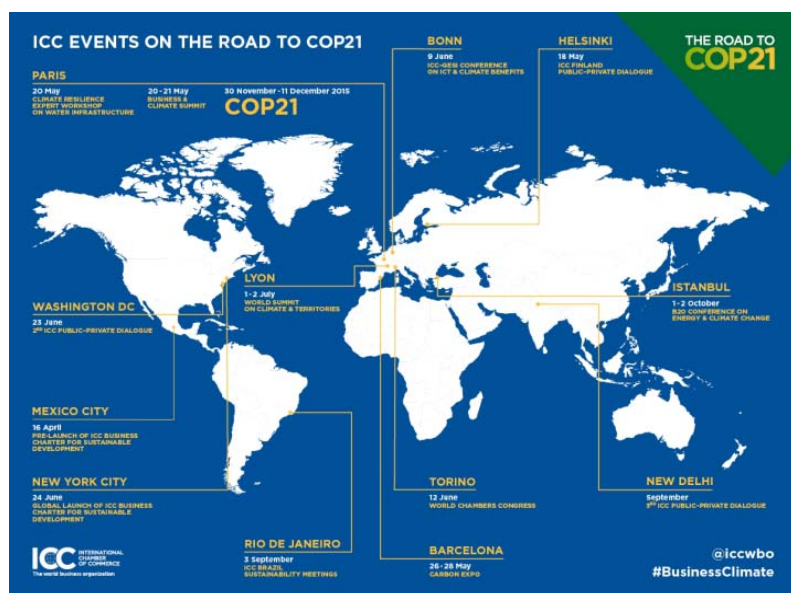 ICC EVENTS ON THE ROAD TO COP21
THE ROAD TO
COP21
PARIS
20 May
CLIMATE RESILIENCE
EXPERT WORKSHOP
ON WATER INFRASTRUCTURE
20-21 May
BUSINESS &
CLIMATE SUMMIT
30 November-11 December 2015
COP21
BONN
9 June
ICC-GESI CONFERENCE
ON ICT & CLIMATE BENEFITS
HELSINKI
18 May
ICC FINLAND
PUBLIC-PRIVATE DIALOGUE
LYON
1-2 July
WORLD SUMMIT
ON CLIMATE & TERRITORIES
ISTANBUL
1-2 October
B20 CONFERENCE ON
ENERGY & CLIMATE CHANGE
WASHINGTON DC
23 June
2ND ICC PUBLIC-PRIVATE DIALOGUE
MEXICO CITY
16 April
PRE-LAUNCH OF ICC BUSINESS
CHARTER FOR SUSTAINABLE
DEVELOPMENT
NEW YORK CITY
24 June
GLOBAL LAUNCH OF ICC BUSINESS
CHARTER FOR SUSTAINABLE
DEVELOPMENT
TORINO
12 June
WORLD CHAMBERS CONGRESS
NEW DELHI
September
3RD ICC PUBLIC-PRIVATE DIALOGUE
RIO DE JANEIRO
3 September
ICC BRAZIL
SUSTAINABILITY MEETINGS
BARCELONA
26-28 May
CARBON EXPO
ICC
INTERNATIONAL
CHAMBER
OF COMMERCE
The world business organization
@iccwbo
#BusinessClimate